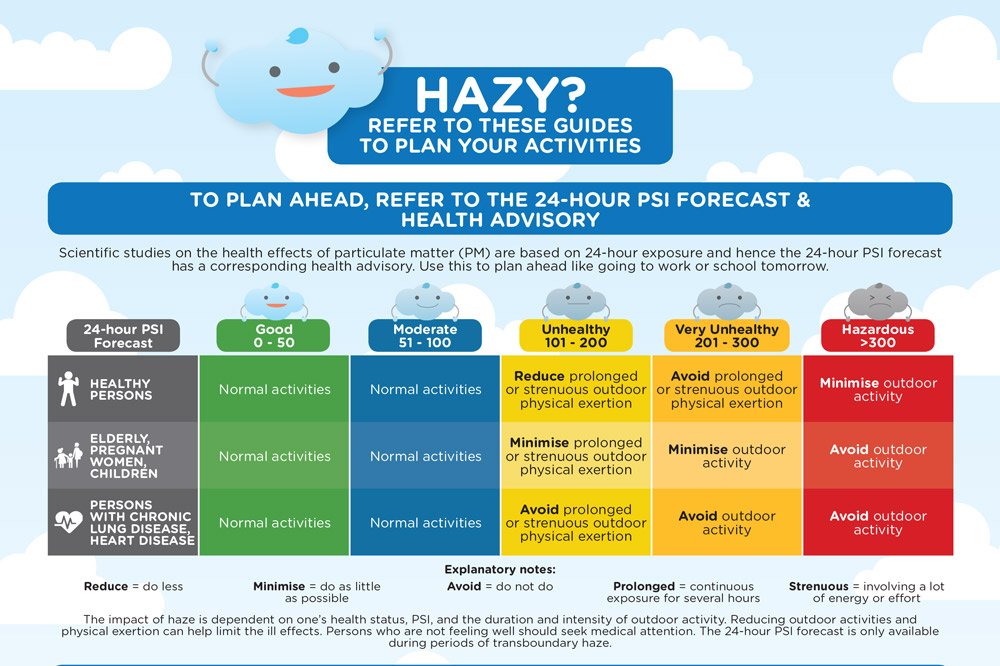 HAZY?
REFER TO THESE GUIDES
TO PLAN YOUR ACTIVITIES
TO PLAN AHEAD, REFER TO THE 24-HOUR PSI FORECAST &
HEALTH ADVISORY
Scientific studies on the health effects of particulate matter (PM) are based on 24-hour exposure and hence the 24-hour PSI forecast
has a corresponding health advisory. Use this to plan ahead like going to work or school tomorrow.
24-hour PSI
Forecast
Good
0 - 50
Moderate
51 - 100
Unhealthy
101 - 200
Very Unhealthy
201 - 300
Hazardous
>300
HEALTHY
PERSONS
Normal activities
Normal activities
Reduce prolonged
or strenuous outdoor
physical exertion
Avoid prolonged
or strenuous outdoor
physical exertion
Minimise outdoor
activity
ELDERLY,
PREGNANT
WOMEN,
CHILDREN
Normal activities
Normal activities
Minimise prolonged
or strenuous outdoor
physical exertion
Minimise outdoor
activity
Avoid outdoor
activity
PERSONS
WITH CHRONIC
LUNG DISEASE,
HEART DISEASE
Normal activities
Normal activities
Avoid prolonged
or strenuous outdoor
physical exertion
Avoid outdoor
activity
Avoid outdoor
activity
Explanatory notes:
Reduce = do less
Minimise = do as little
as possible
Avoid = do not do
Prolonged = continuous
exposure for several hours
Strenuous = involving a lot
of energy or effort
The impact of haze is dependent on one's health status, PSI, and the duration and intensity of outdoor activity. Reducing outdoor activities and
physical exertion can help limit the ill effects. Persons who are not feeling well should seek medical attention. The 24-hour PSI forecast is only available
during periods of transboundary haze.